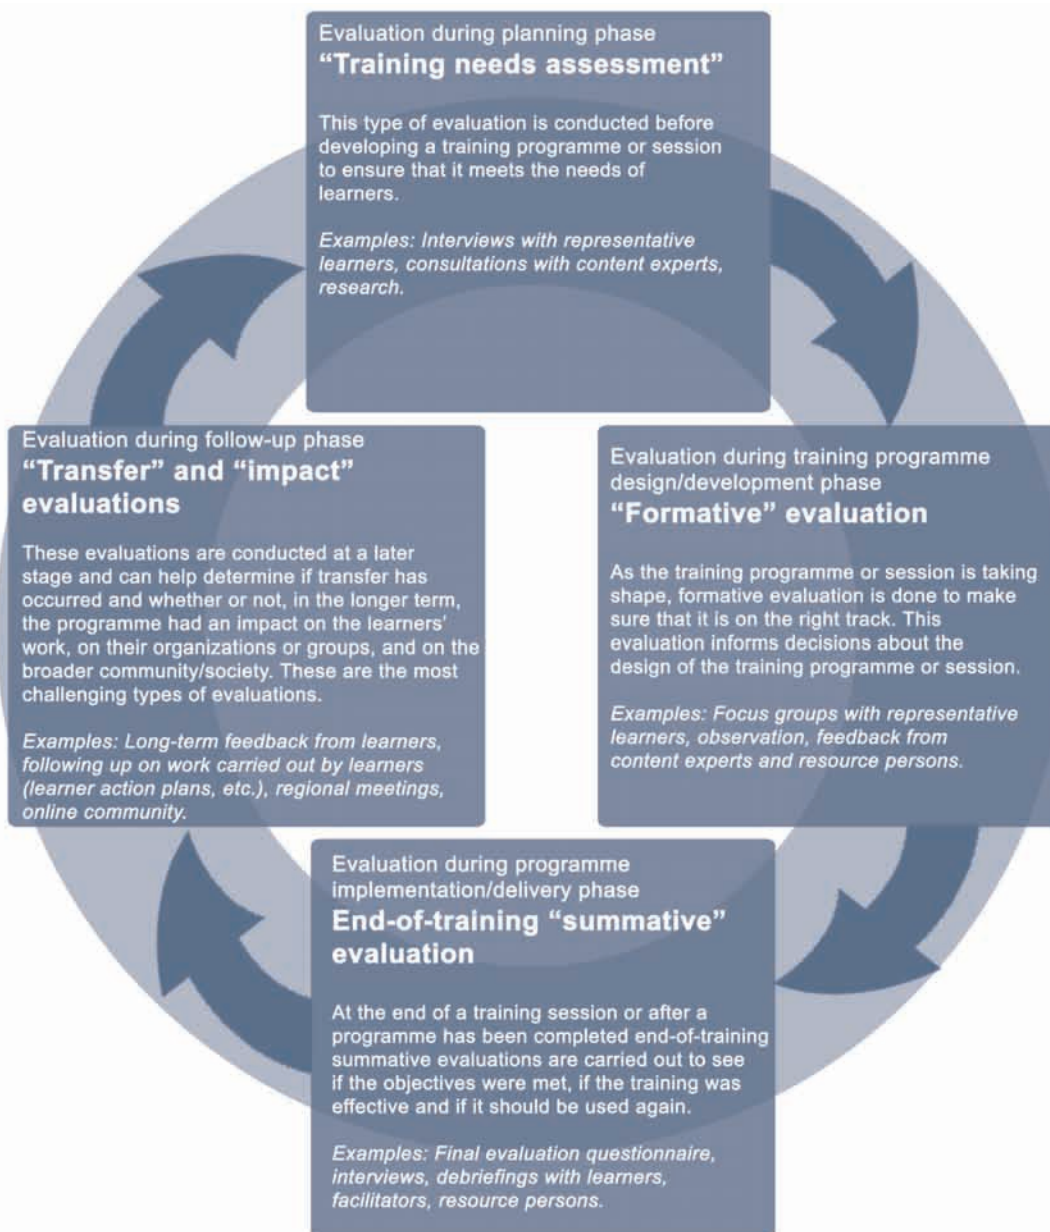 Evaluation during planning phase
“Training needs assessment”
This type of evaluation is conducted before
developing a training programme or session
to ensure that it meets the needs of
learners.
Examples: Interviews with representative
learners, consultations with content experts,
research.
Evaluation during training programme
design/development phase
“Formative” evaluation
As the training programme or session is taking
shape, formative evaluation is done to make
sure that it is on the right track. This
evaluation informs decisions about the
design of the training programme or session.
Examples: Focus groups with representative
learners, observation, feedback from
content experts and resource persons.
Evaluation during programme
implementation/delivery phase
End-of-training “summative”
evaluation
At the end of a training session or after a
programme has been completed end-of-training
summative evaluations are carried out to see
if the objectives were met, if the training was
effective and if it should be used again.
Examples: Final evaluation questionnaire,
interviews, debriefings with learners,
facilitators, resource persons.
Evaluation during follow-up phase
“Transfer” and “impact”
evaluations
These evaluations are conducted at a later
stage and can help determine if transfer has
occurred and whether or not, in the longer term,
the programme had an impact on the learners’
work, on their organizations or groups, and on the
broader community/society. These are the most
challenging types of evaluations.
Examples: Long-term feedback from learners,
following up on work carried out by learners
(learner action plans, etc.), regional meetings,
online community.